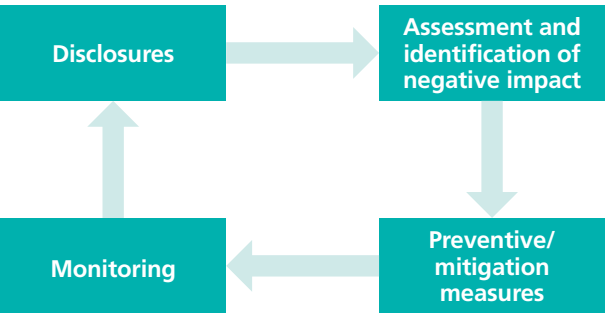 Disclosures
Assessment and
identification of
negative impact
Monitoring
Preventive/
mitigation
measures